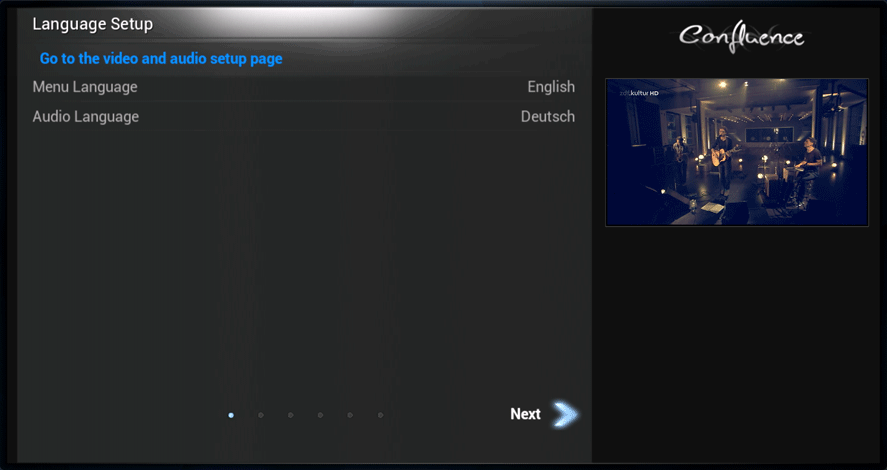 Language Setup
Go to the video and audio setup page
Menu Language English
Audio Language Deutsch
Next
Confluence
zdf.kultur HD